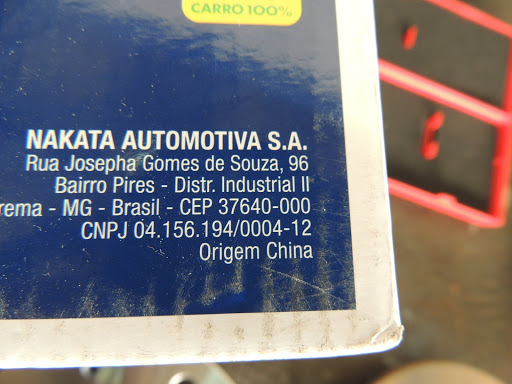 CARRO 100%
NAKATA AUTOMOTIVA S.A.
Rua Josepha Gomes de Souza, 96
Bairro Pires - Distr. Industrial II
rema - MG - Brasil - CEP 37640-000
CNPJ 04.156.194/0004-12
Origem China